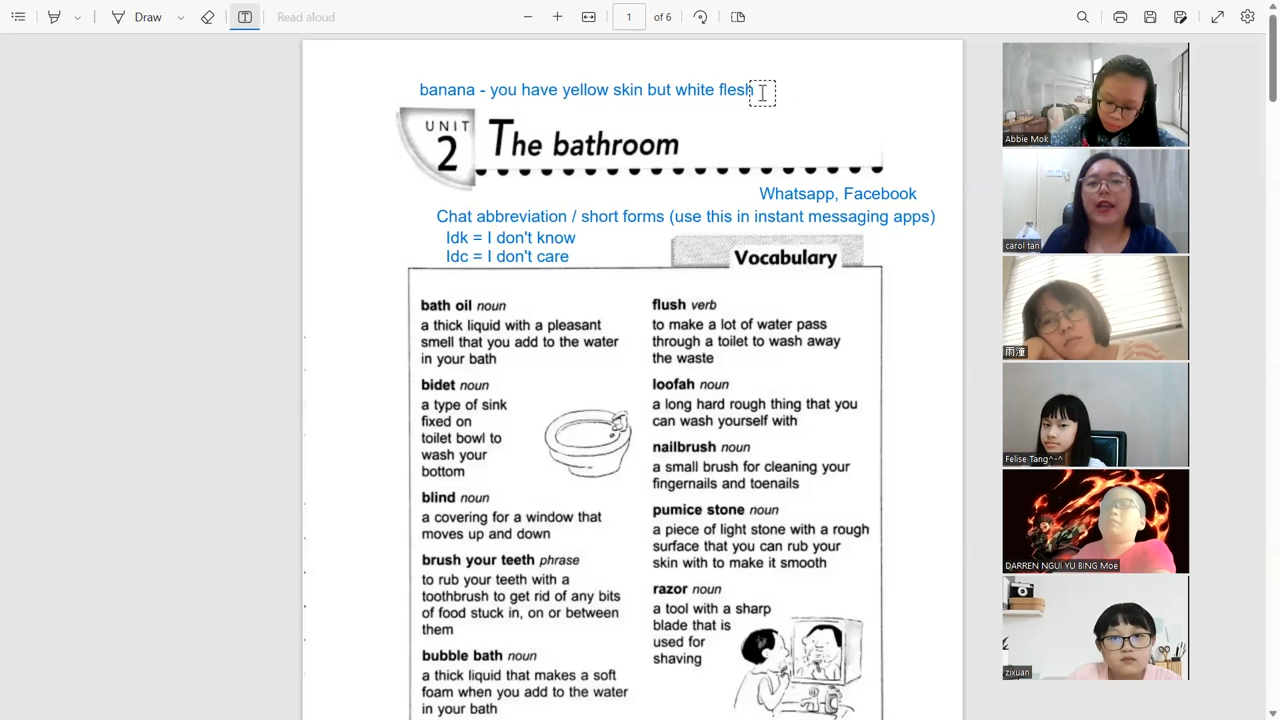 Draw
Read aloud
1
of 6
banana - you have yellow skin but white flesh
UNIT
2
The bathroom
Whatsapp, Facebook
Chat abbreviation / short forms (use this in instant messaging apps)
Idk = I don't know
Idc = I don't care
Vocabulary
bath oil noun
a thick liquid with a pleasant
smell that you add to the water
in your bath
bidet noun
a type of sink
fixed on
toilet bowl to
wash your
bottom
blind noun
a covering for a window that
moves up and down
brush your teeth phrase
to rub your teeth with a
toothbrush to get rid of any bits
of food stuck in, on or between
them
bubble bath noun
a thick liquid that makes a soft
foam when you add to the water
in your bath
flush verb
to make a lot of water pass
through a toilet to wash away
the waste
loofah noun
a long hard rough thing that you
can wash yourself with
nailbrush noun
a small brush for cleaning your
fingernails and toenails
pumice stone noun
a piece of light stone with a rough
surface that you can rub your
skin with to make it smooth
razor noun
a tool with a sharp
blade that is
used for
shaving
Abbie Mok
carol tan
雨潼
Felise Tang^-^
DARREN NGUI YU BING Moe
zixuan